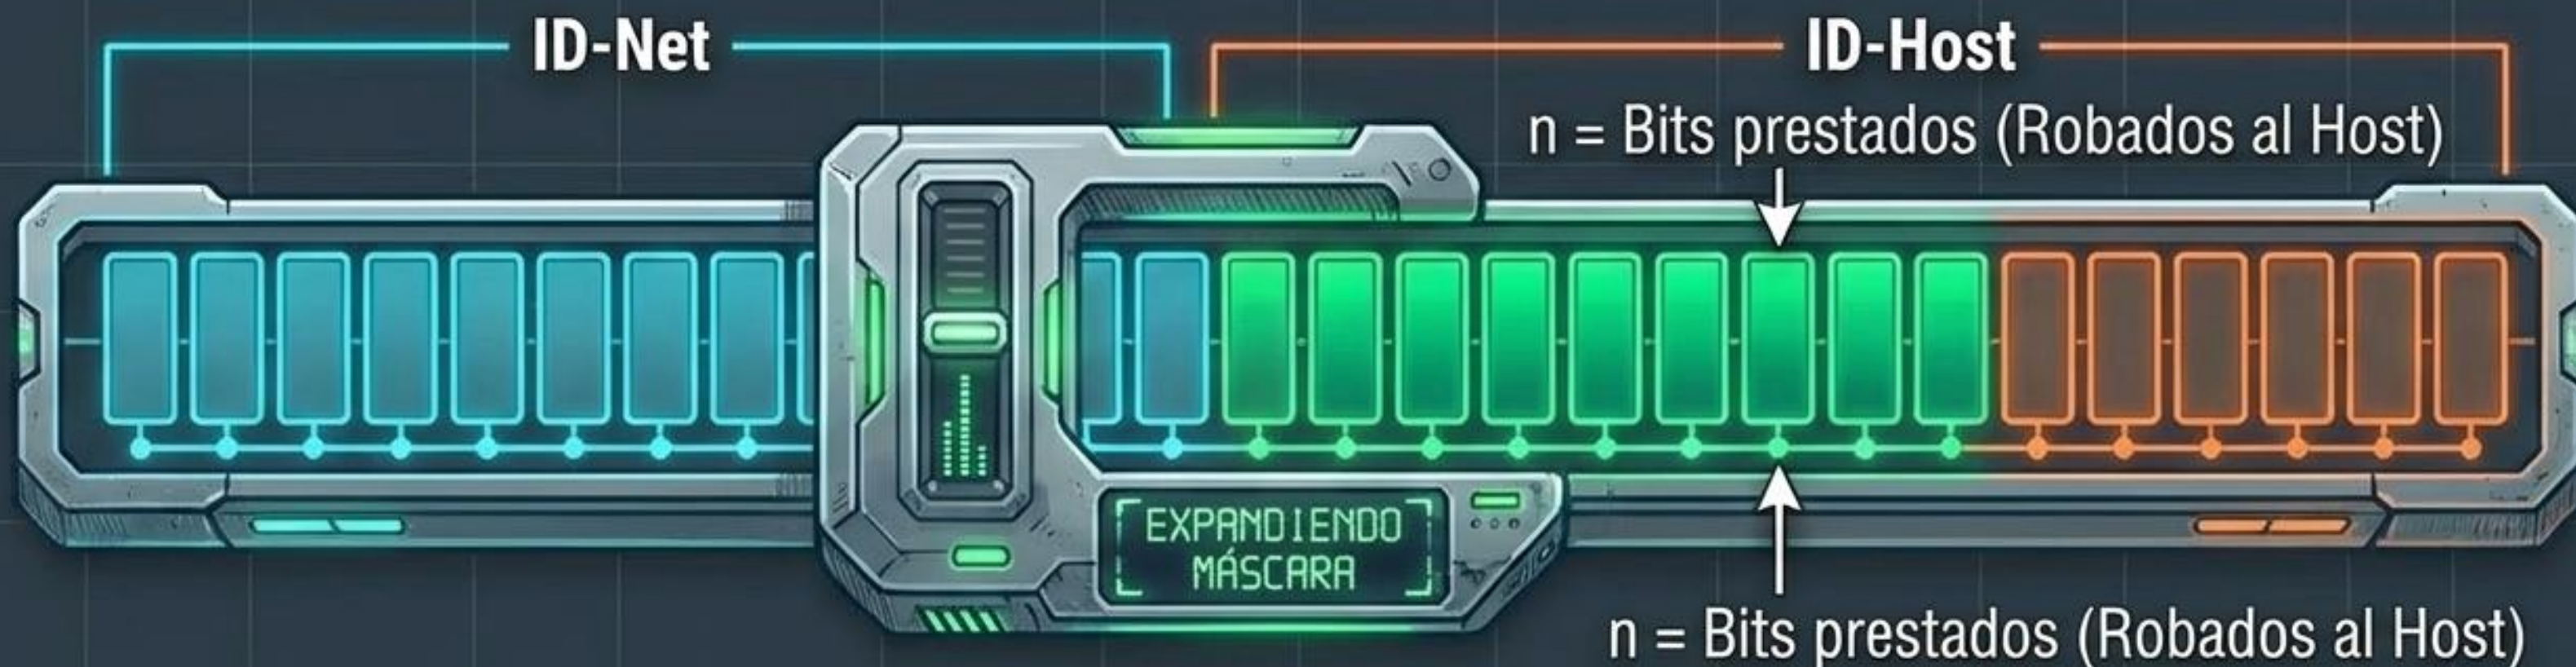 ID-Net
ID-Host
n = Bits prestados (Robados al Host)
EXPANDIENDO
MÁSCARA
n = Bits prestados (Robados al Host)